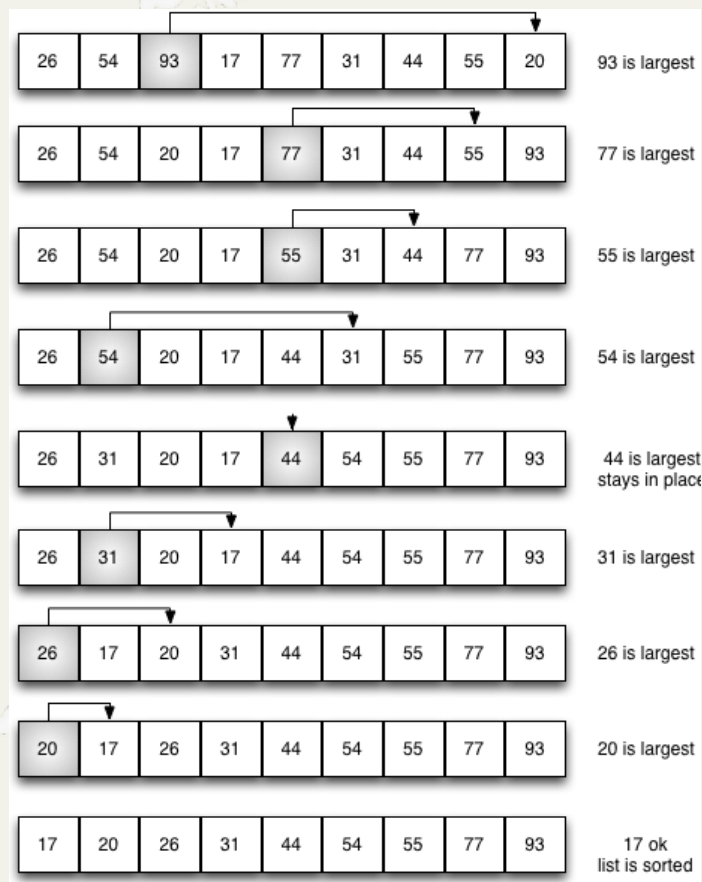 26 54 93 17 77 31 44 55 20 93 is largest
26 54 20 17 77 31 44 55 93 77 is largest
26 54 20 17 55 31 44 77 93 55 is largest
26 54 20 17 44 31 55 77 93 54 is largest
26 31 20 17 44 54 55 77 93 44 is largest
stays in place
26 31 20 17 44 54 55 77 93 31 is largest
26 17 20 31 44 54 55 77 93 26 is largest
20 17 26 31 44 54 55 77 93 20 is largest
17 20 26 31 44 54 55 77 93 17 ok
list is sorted